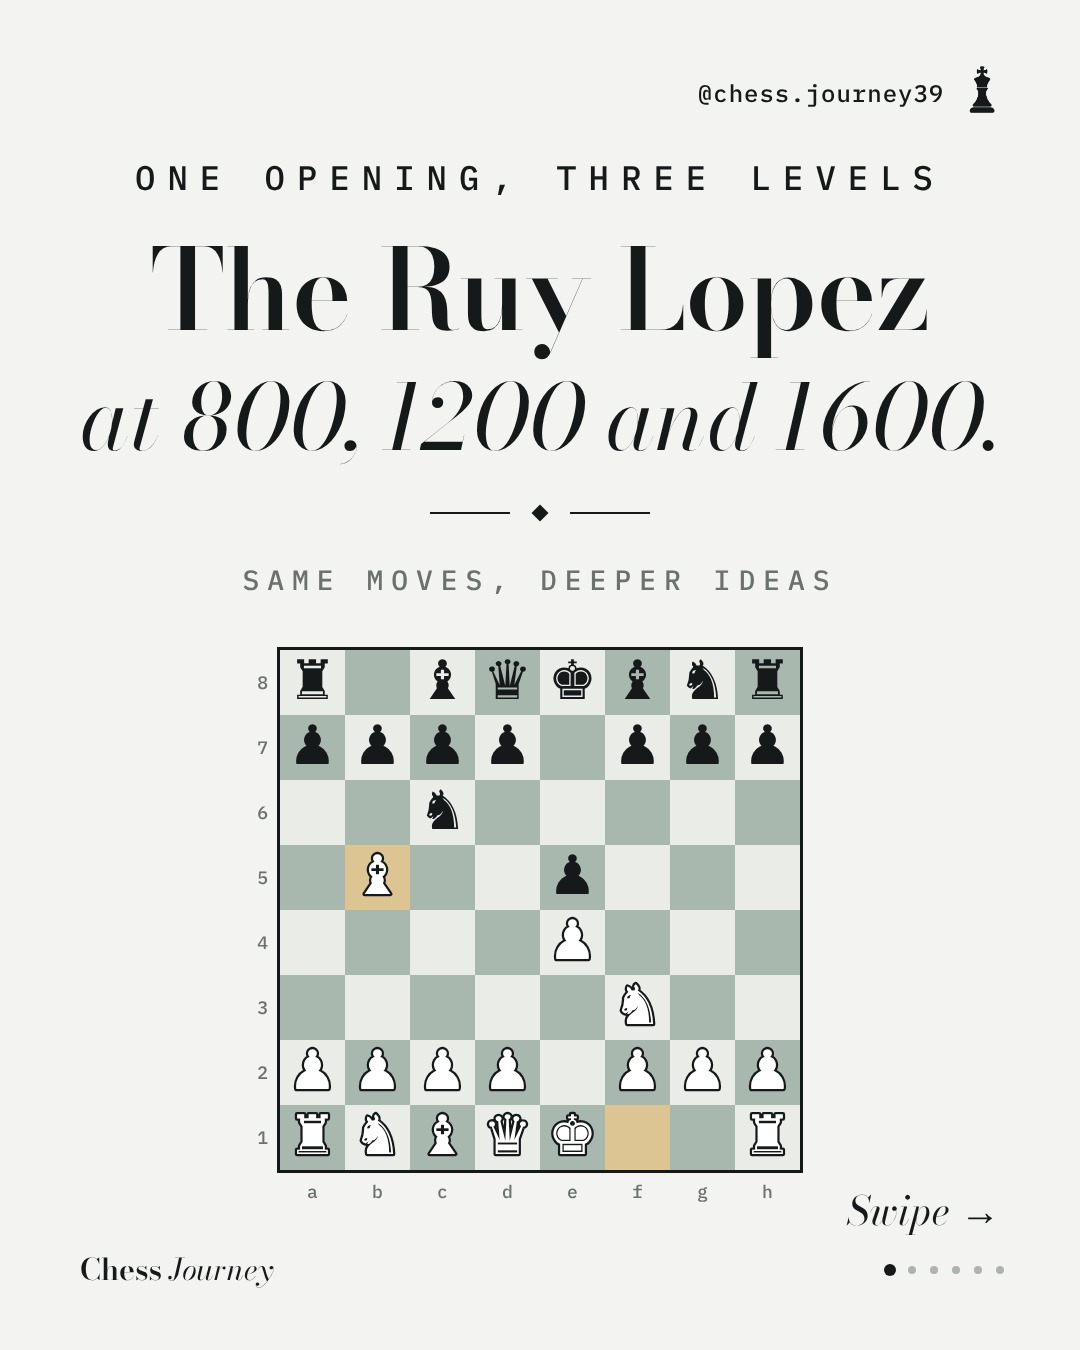 @chess.journey39
ONE OPENING, THREE LEVELS
The Ruy Lopez
at 800, 1200 and 1600.
SAME MOVES, DEEPER IDEAS
8
7
6
5
4
3
2
1
a b c d e f g h
Swipe →
Chess Journey